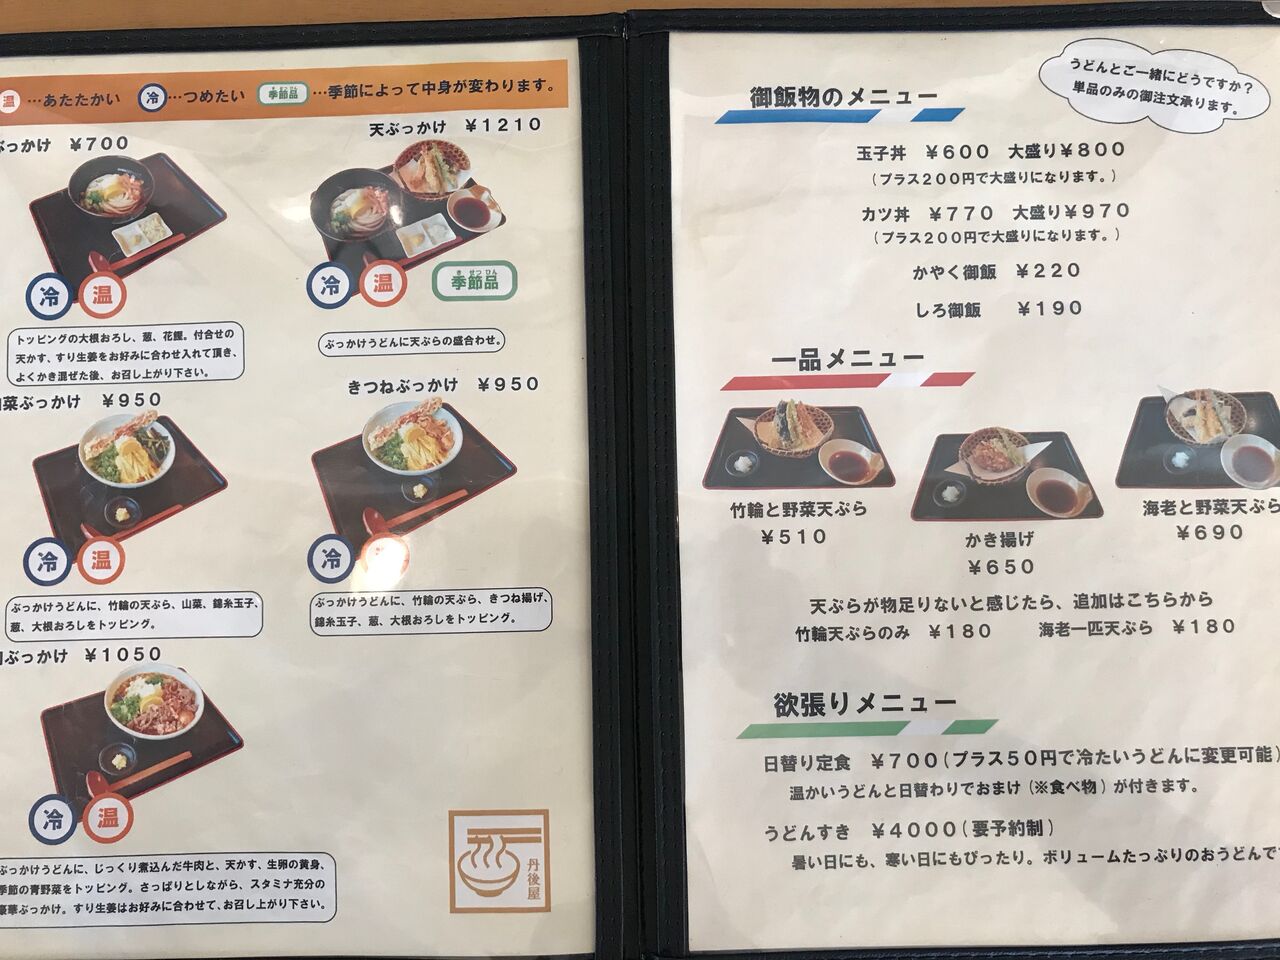 温 …あたたかい 冷 …つめたい 季節品 …季節によって中身が変わります。
ぶっかけ ¥700
冷 温
トッピングの大根おろし、葱、花鰹。付合せの
天かす、すり生姜をお好みに合わせ入れて頂き、
よくかき混ぜた後、お召し上がり下さい。
天ぶっかけ ¥1210
冷 温 季節品
ぶっかけうどんに天ぷらの盛合わせ。
菜ぶっかけ ¥950
冷 温
ぶっかけうどんに、竹輪の天ぷら、山菜、錦糸玉子、
葱、大根おろしをトッピング。
きつねぶっかけ ¥950
冷 温
ぶっかけうどんに、竹輪の天ぷら、きつね揚げ、
錦糸玉子、葱、大根おろしをトッピング。
ぶっかけ ¥1050
冷 温
ぶっかけうどんに、じっくり煮込んだ牛肉と、天かす、生卵の黄身、
季節の青野菜をトッピング。さっぱりとしながら、スタミナ充分の
豪華ぶっかけ。すり生姜はお好みに合わせて、お召し上がり下さい。
丹後屋
うどんとご一緒にどうですか?
単品のみの御注文承ります。
御飯物のメニュー
玉子丼 ¥600 大盛り¥800
(プラス200円で大盛りになります。)
カツ丼 ¥770 大盛り¥970
(プラス200円で大盛りになります。)
かやく御飯 ¥220
しろ御飯 ¥190
一品メニュー
竹輪と野菜天ぷら
¥510
かき揚げ
¥650
海老と野菜天ぷら
¥690
天ぷらが物足りないと感じたら、追加はこちらから
竹輪天ぷらのみ ¥180 海老一匹天ぷら ¥180
欲張りメニュー
日替り定食 ¥700(プラス50円で冷たいうどんに変更可能)
温かいうどんと日替わりでおまけ(※食べ物)が付きます。
うどんすき ¥4000(要予約制)
暑い日にも、寒い日にもぴったり。ボリュームたっぷりのおうどんで